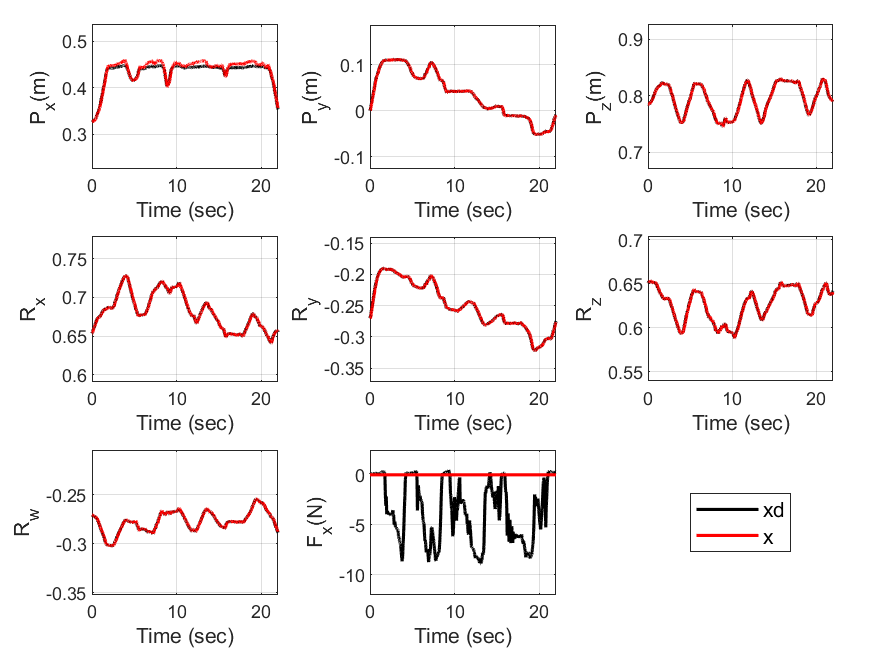 0.5
0.4
0.3
P_x(m)
0 10 20
Time (sec)
0.1
0
-0.1
P_y(m)
0 10 20
Time (sec)
0.9
0.8
0.7
P_z(m)
0 10 20
Time (sec)
0.75
0.7
0.65
0.6
R_x
0 10 20
Time (sec)
-0.15
-0.2
-0.25
-0.3
-0.35
R_y
0 10 20
Time (sec)
0.7
0.65
0.6
0.55
R_z
0 10 20
Time (sec)
-0.25
-0.3
-0.35
R_w
0 10 20
Time (sec)
0
-5
-10
F_x(N)
0 10 20
Time (sec)
xd
x